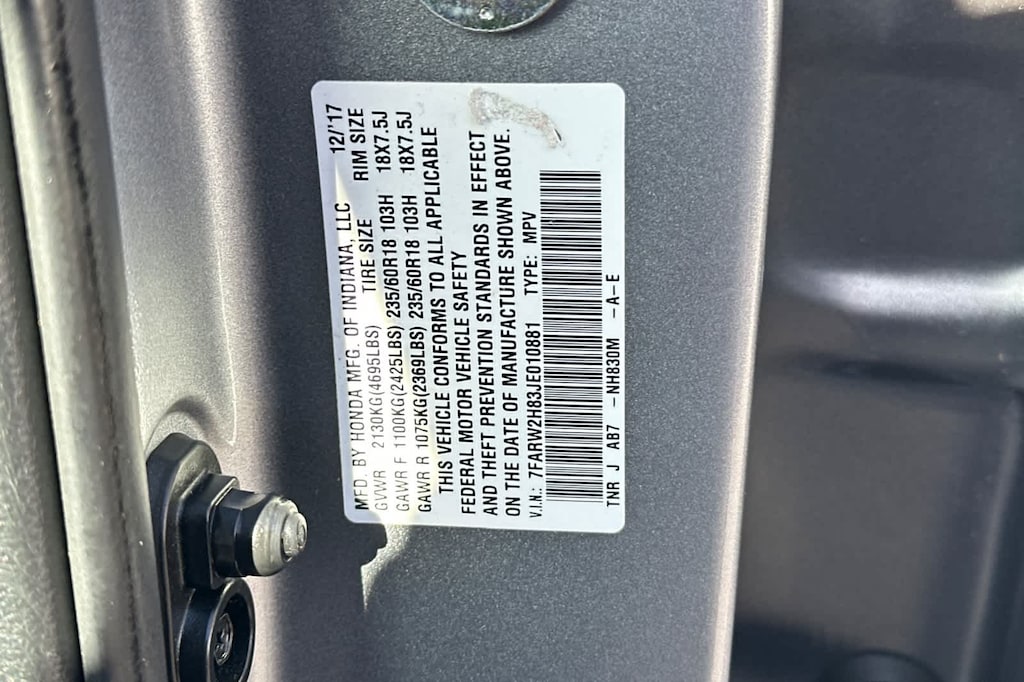 MFD. BY HONDA MFG. OF INDIANA, LLC 12/'17
GVWR 2130KG(4695LBS) TIRE SIZE RIM SIZE
GAWR F 1100KG(2425LBS) 235/60R18 103H 18X7.5J
GAWR R 1075KG(2369LBS) 235/60R18 103H 18X7.5J
THIS VEHICLE CONFORMS TO ALL APPLICABLE
FEDERAL MOTOR VEHICLE SAFETY
AND THEFT PREVENTION STANDARDS IN EFFECT
ON THE DATE OF MANUFACTURE SHOWN ABOVE.
V.I.N.: 7FARW2H83JE010881 TYPE: MPV
TNR J AB7 -NH830M -A-E